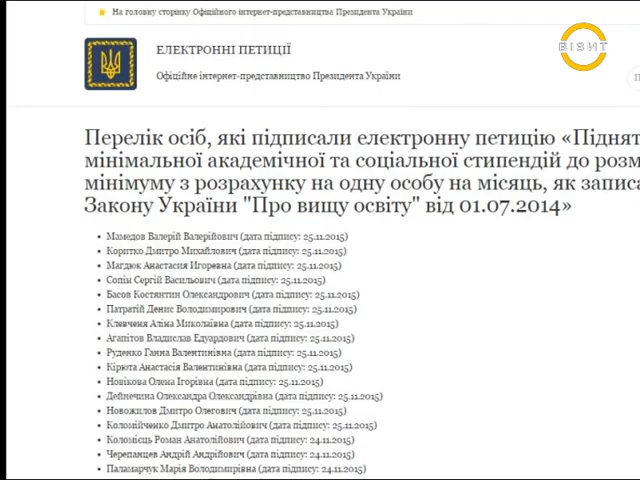 На головну сторінку Офіційного інтернет-представництва Президента України
ВІЗИТ
ЕЛЕКТРОННІ ПЕТИЦІЇ
Офіційне інтернет-представництво Президента України
Перелік осіб, які підписали електронну петицію «Піднят
мінімальної академічної та соціальної стипендій до розм
мінімуму з розрахунку на одну особу на місяць, як записа
Закону України "Про вищу освіту" від 01.07.2014»
Мамедов Валерій Валерійович (дата підпису: 25.11.2015)
Коритко Дмитро Михайлович (дата підпису: 25.11.2015)
Магдюк Анастасия Игоревна (дата підпису: 25.11.2015)
Сопін Сергій Васильович (дата підпису: 25.11.2015)
Басов Костянтин Олександрович (дата підпису: 25.11.2015)
Патратій Денис Володимирович (дата підпису: 25.11.2015)
Клевченя Аліна Миколаївна (дата підпису: 25.11.2015)
Агапітов Владислав Едуардович (дата підпису: 25.11.2015)
Руденко Ганна Валентинівна (дата підпису: 25.11.2015)
Кірюта Анастасія Валентинівна (дата підпису: 25.11.2015)
Новікова Олена Ігорівна (дата підпису: 25.11.2015)
Дейнечина Олександра Олександрівна (дата підпису: 25.11.2015)
Новожилов Дмитро Олегович (дата підпису: 25.11.2015)
Коломійченко Дмитро Анатолійович (дата підпису: 25.11.2015)
Коломієць Роман Анатолійович (дата підпису: 24.11.2015)
Черепанцев Андрій Андрійович (дата підпису: 24.11.2015)
Паламарчук Марія Володимирівна (дата підпису: 24.11.2015)